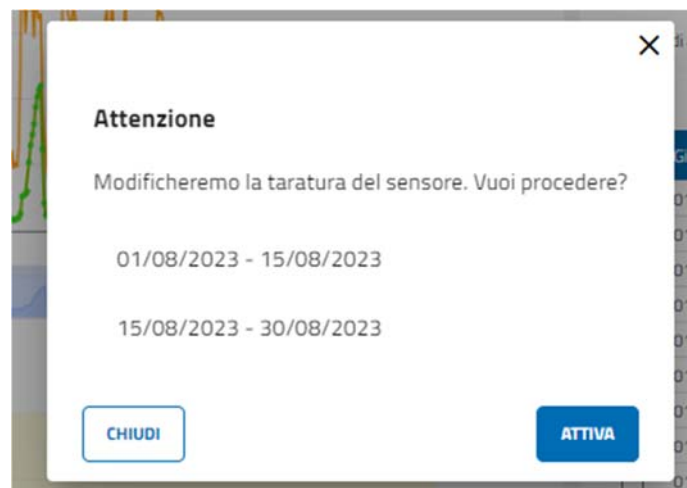 Attenzione
Modificheremo la taratura del sensore. Vuoi procedere?
01/08/2023 - 15/08/2023
15/08/2023 - 30/08/2023
CHIUDI
ATTIVA